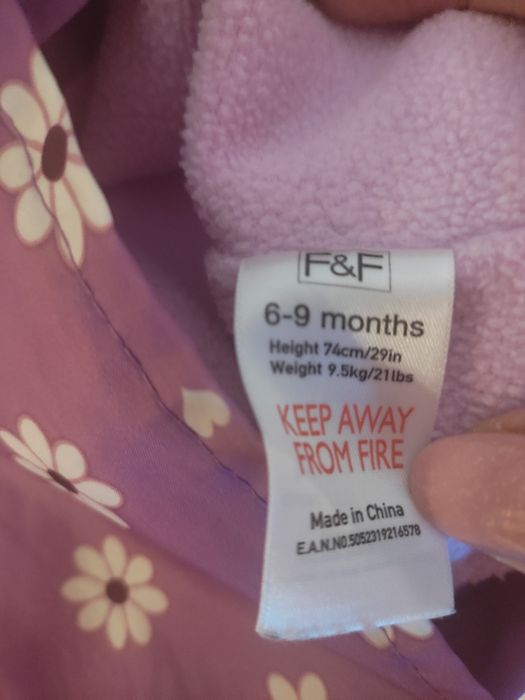 F&F
6-9 months
Height 74cm/29in
Weight 9.5kg/21lbs
KEEP AWAY
FROM FIRE
Made in China
E.A.N.NO.5052319216578